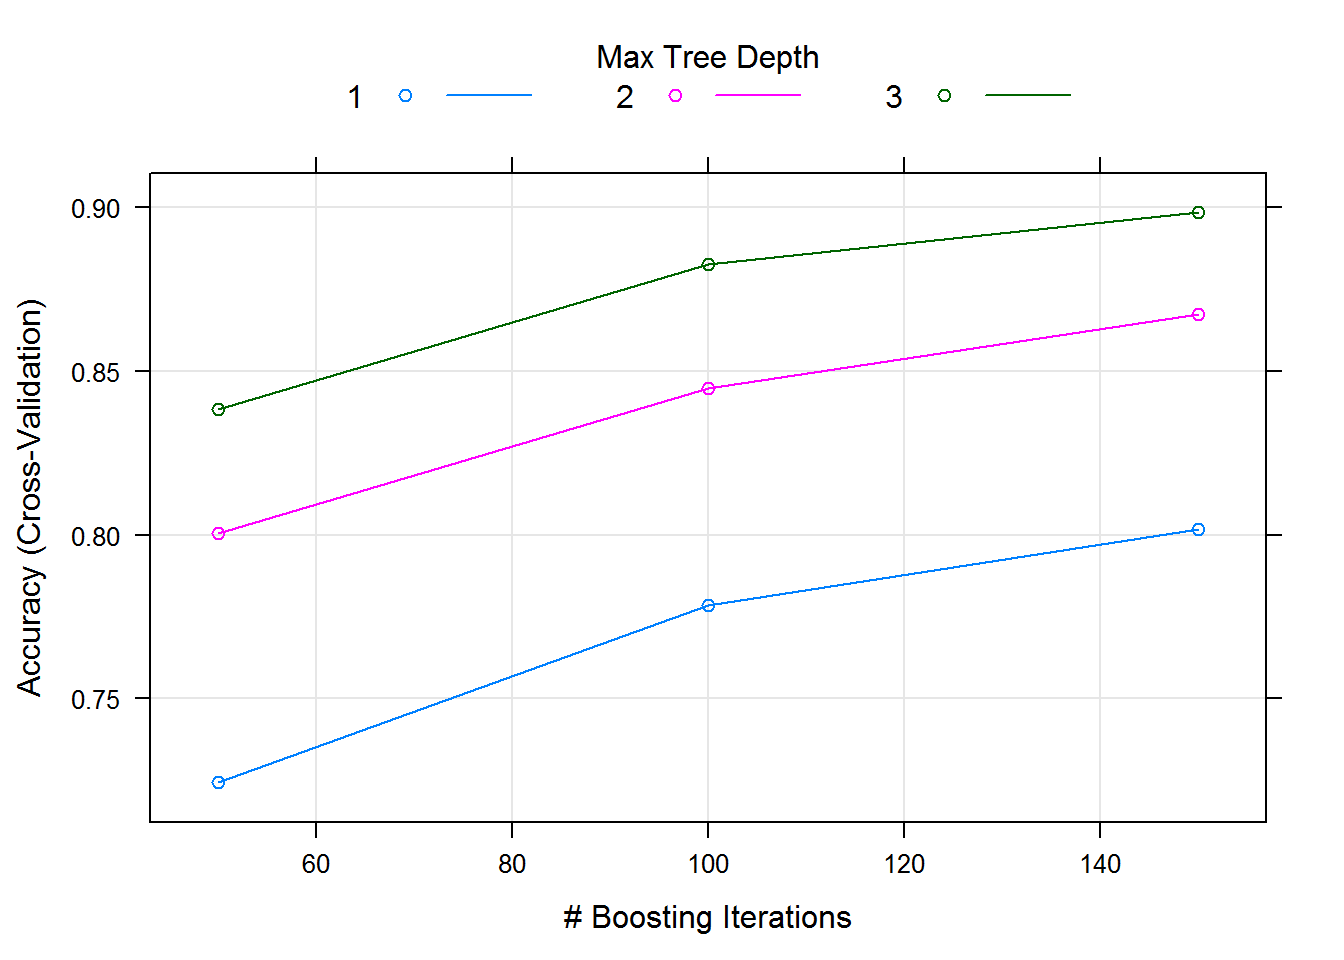 Max Tree Depth
1 2 3
0.90
0.85
0.80
0.75
Accuracy (Cross-Validation)
60 80 100 120 140
# Boosting Iterations